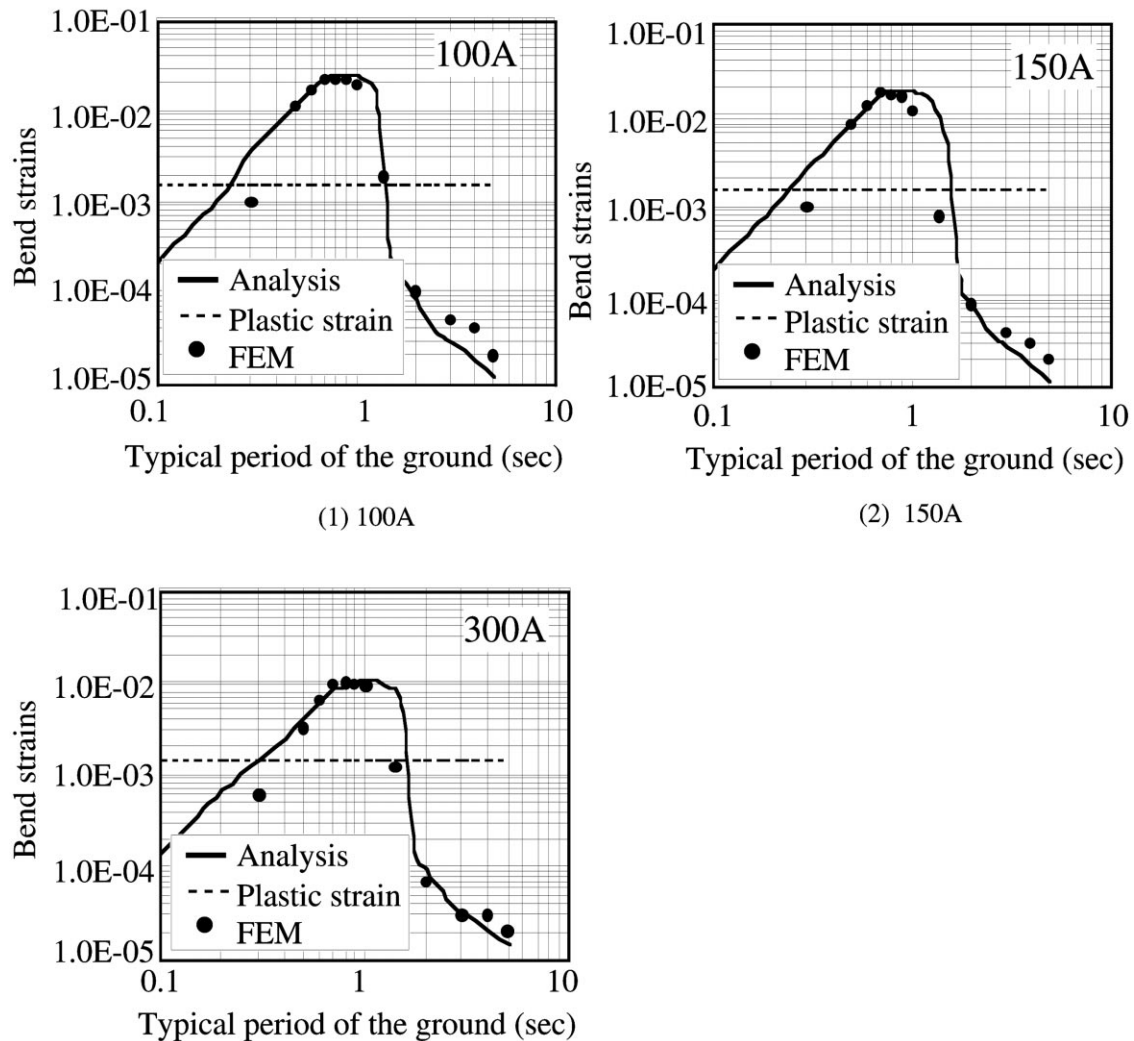 1.0E-01
1.0E-02
1.0E-03
1.0E-04
1.0E-05
Bend strains
100A
Analysis
Plastic strain
FEM
0.1
1
10
Typical period of the ground (sec)
(1) 100A
1.0E-01
1.0E-02
1.0E-03
1.0E-04
1.0E-05
Bend strains
150A
Analysis
Plastic strain
FEM
0.1
1
10
Typical period of the ground (sec)
(2) 150A
1.0E-01
1.0E-02
1.0E-03
1.0E-04
1.0E-05
Bend strains
300A
Analysis
Plastic strain
FEM
0.1
1
10
Typical period of the ground (sec)